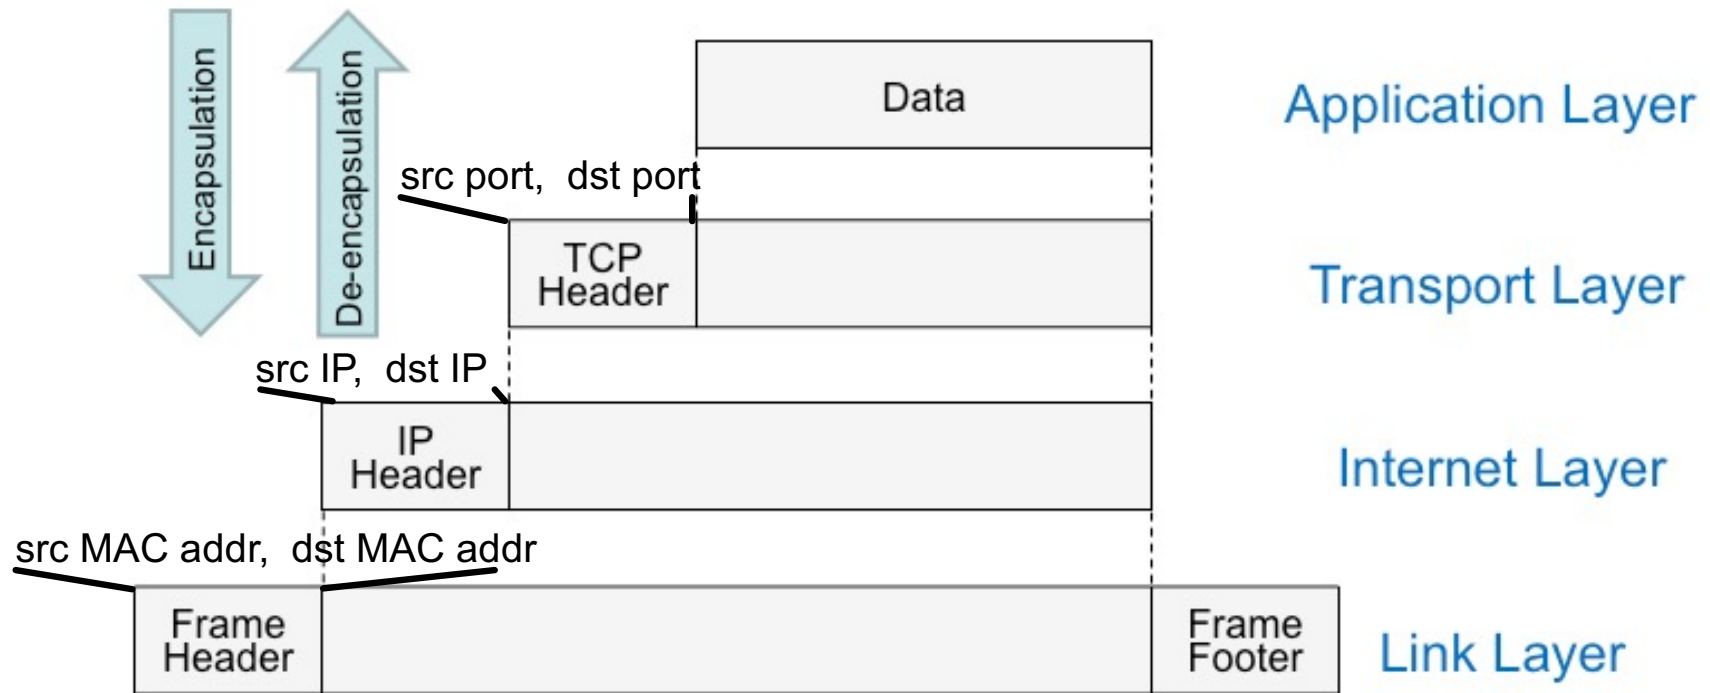 Encapsulation
De-encapsulation
Data
Application Layer
src port,  dst port
TCP
Header
Transport Layer
src IP,  dst IP
IP
Header
Internet Layer
src MAC addr,  dst MAC addr
Frame
Header
Frame
Footer
Link Layer